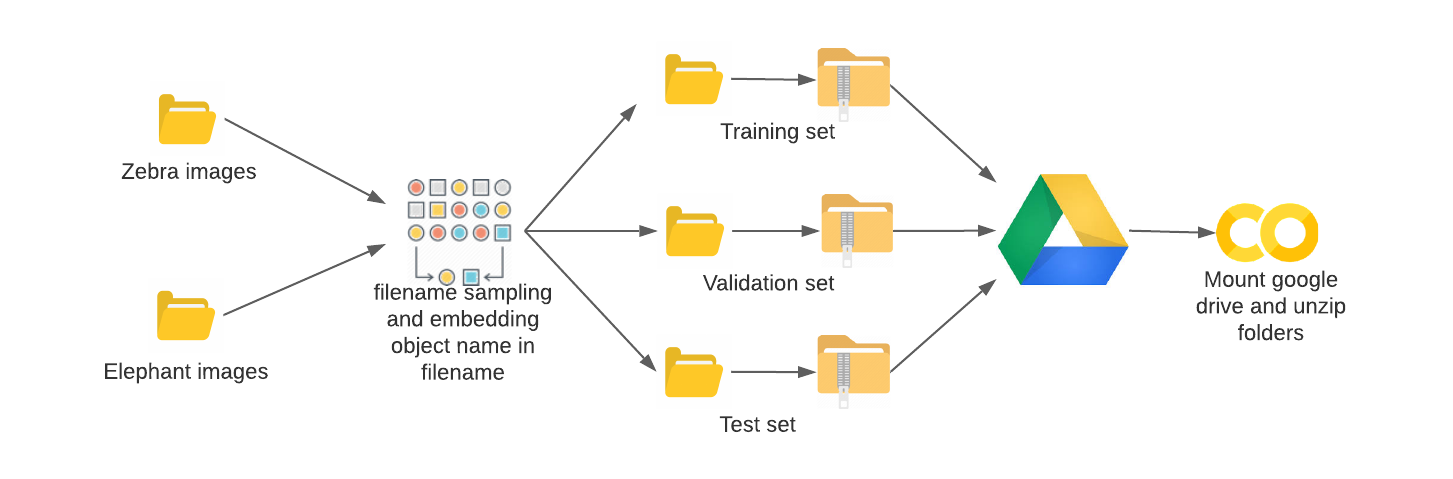 Zebra images
Elephant images
filename sampling
and embedding
object name in
filename
Training set
Validation set
Test set
Mount google
drive and unzip
folders